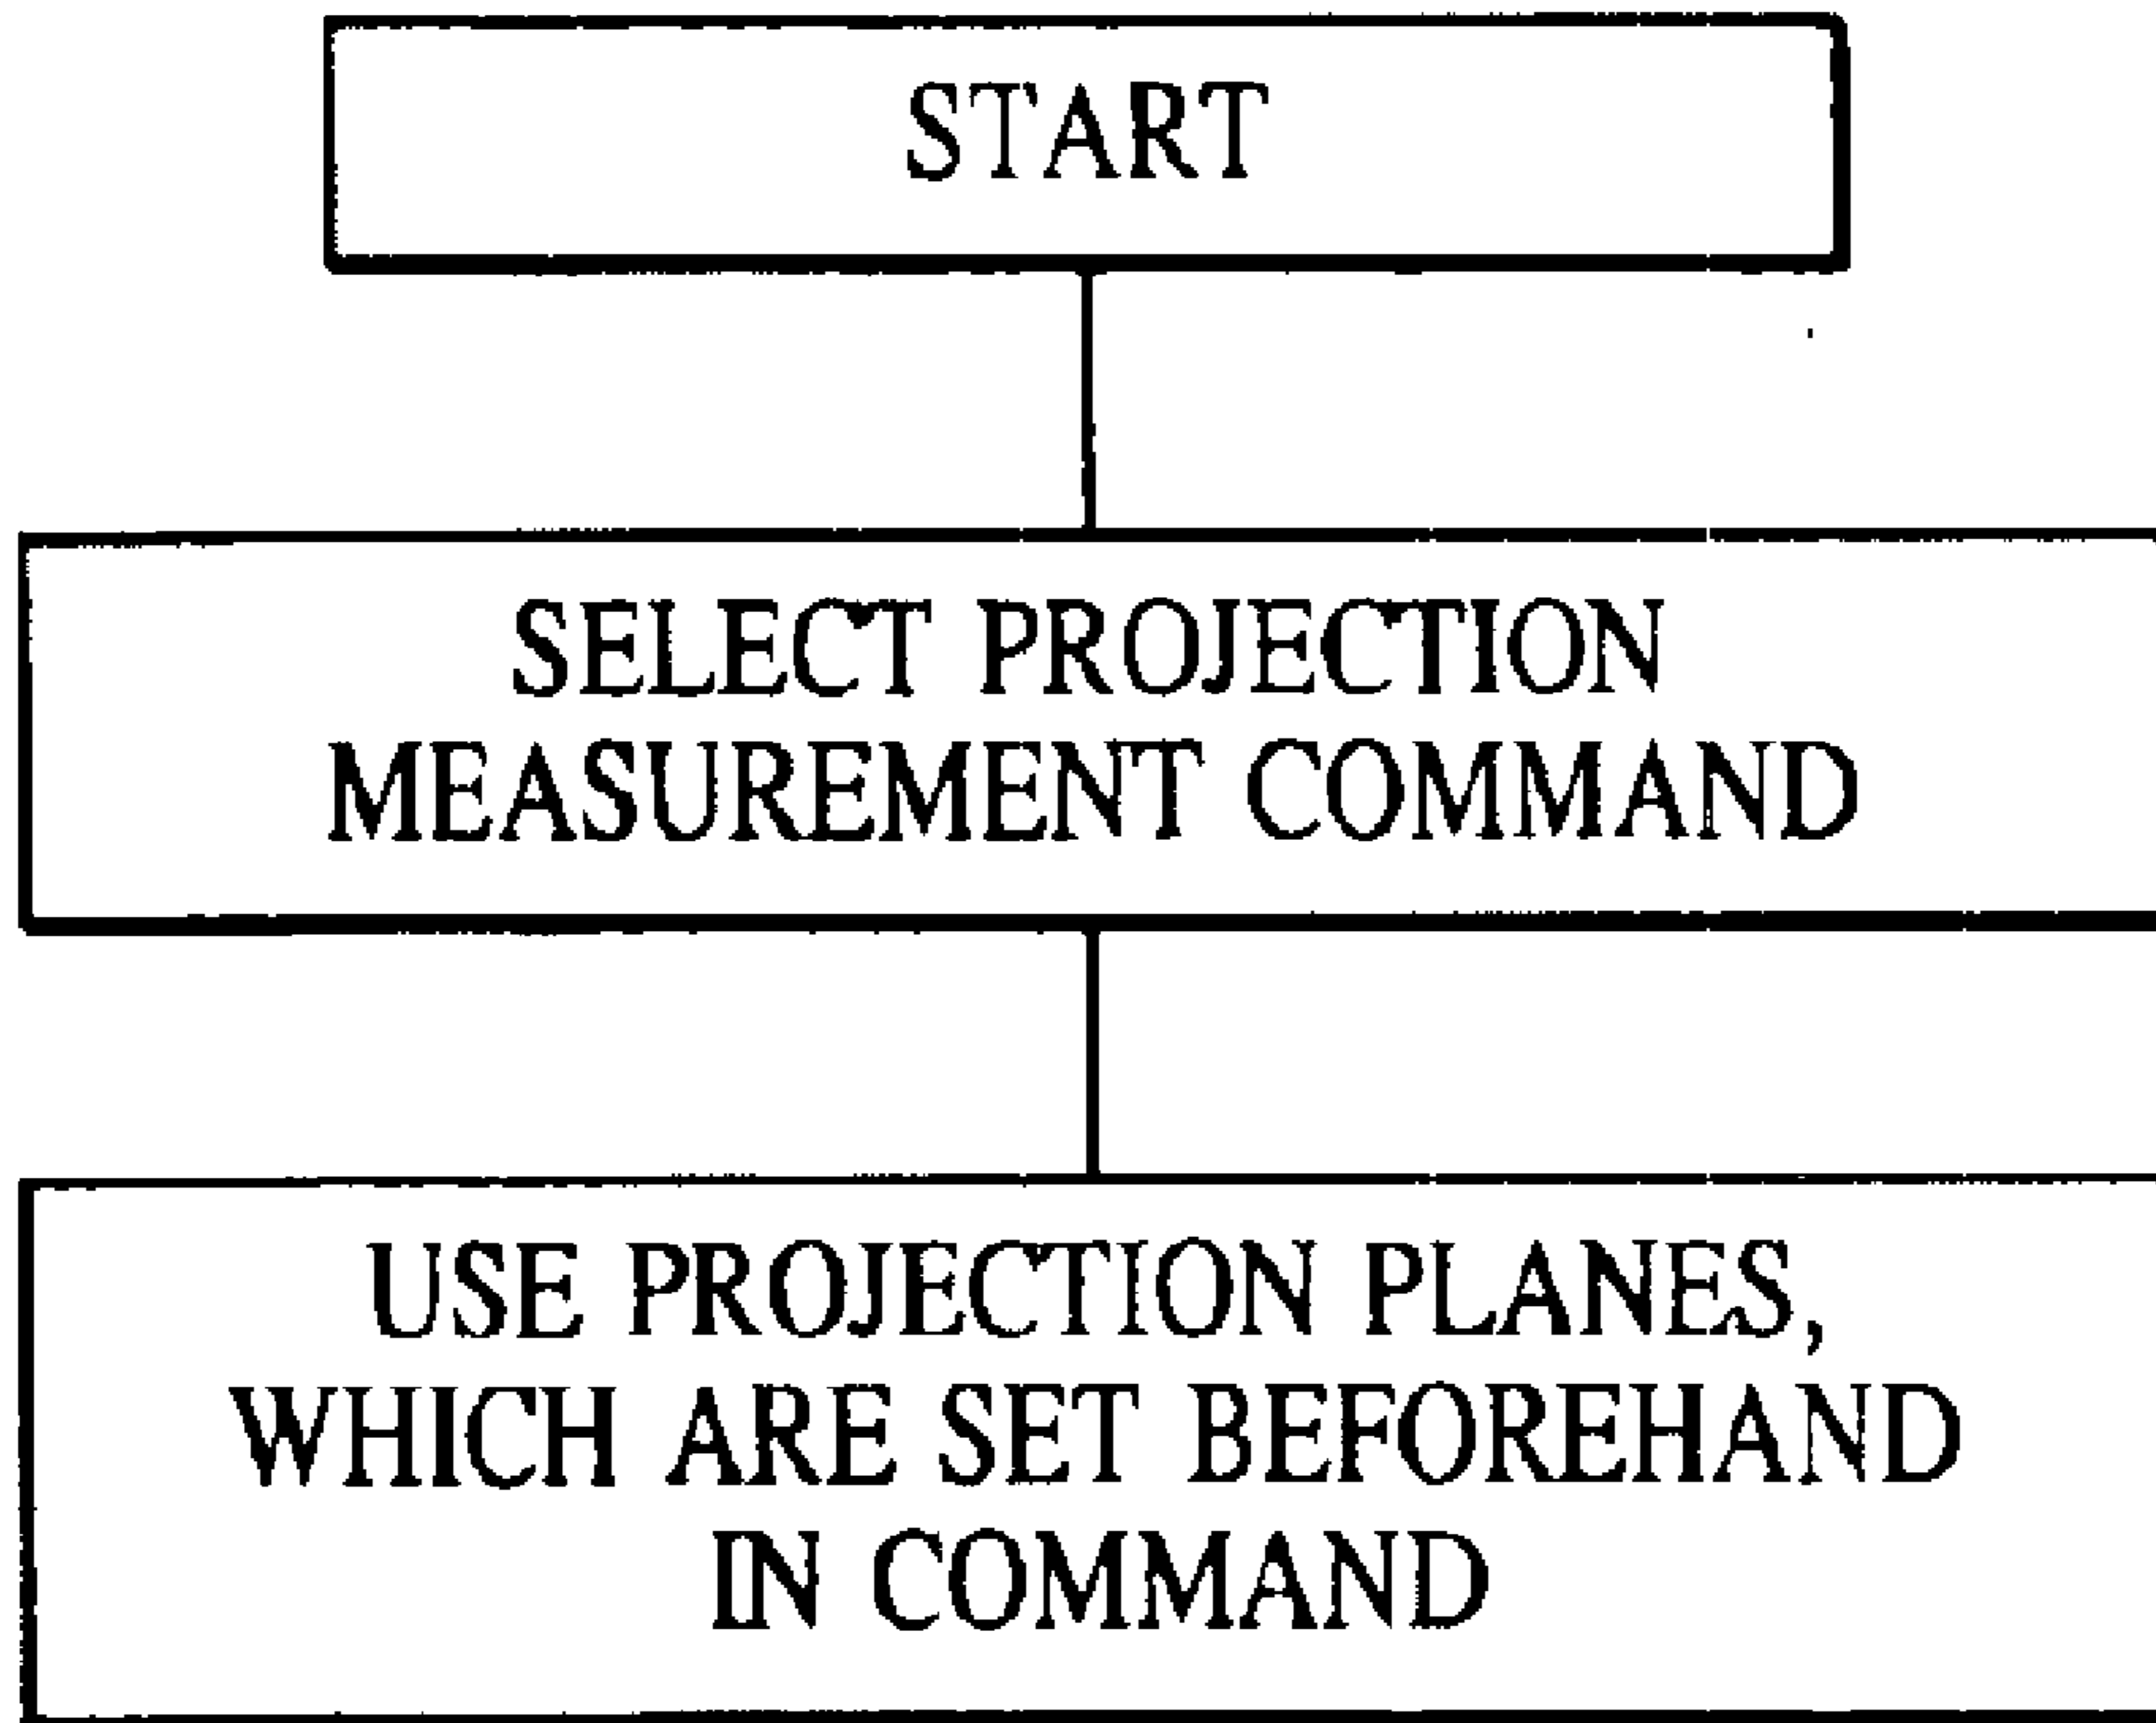 START
SELECT PROJECTION
MEASUREMENT COMMAND
USE PROJECTION PLANES,
WHICH ARE SET BEFOREHAND
IN COMMAND